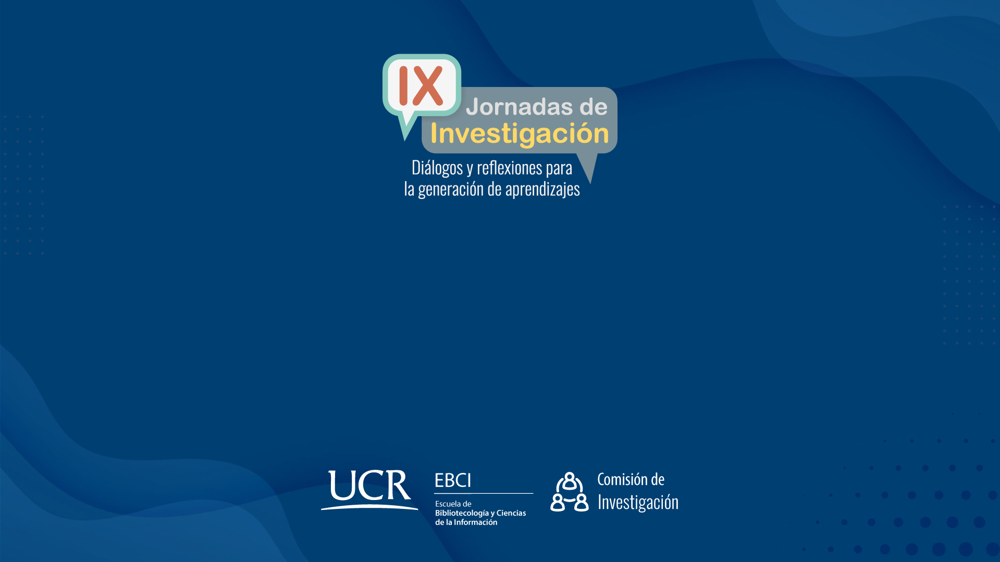 IX
Jornadas de
Investigación
Diálogos y reflexiones para
la generación de aprendizajes
UCR
EBCI
Escuela de
Bibliotecología y Ciencias
de la Información
Comisión de
Investigación